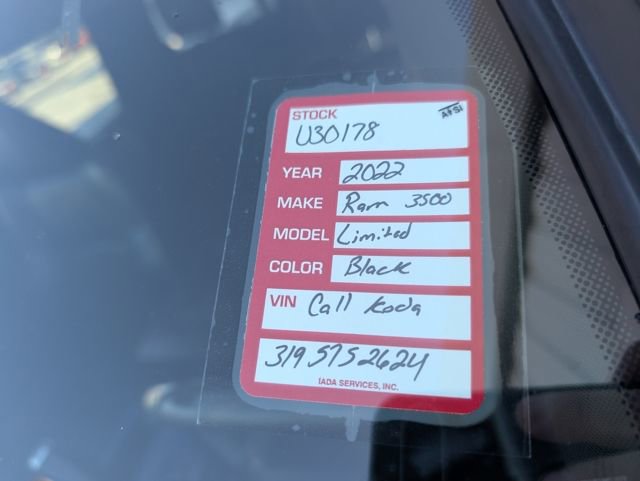 STOCK A & SI
U30178
YEAR 2022
MAKE Ram 3500
MODEL Limited
COLOR Black
VIN Call Koda
319 575 2624
IADA SERVICES, INC.